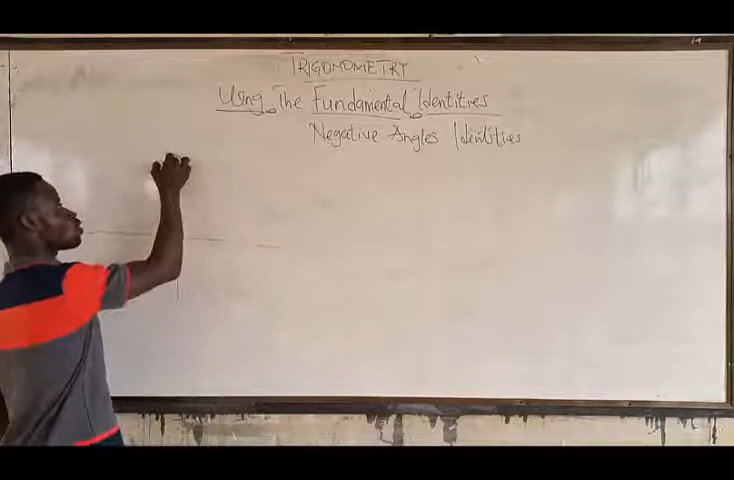 TRIGONOMETRY
Using The Fundamental Identities
Negative Angles Identities